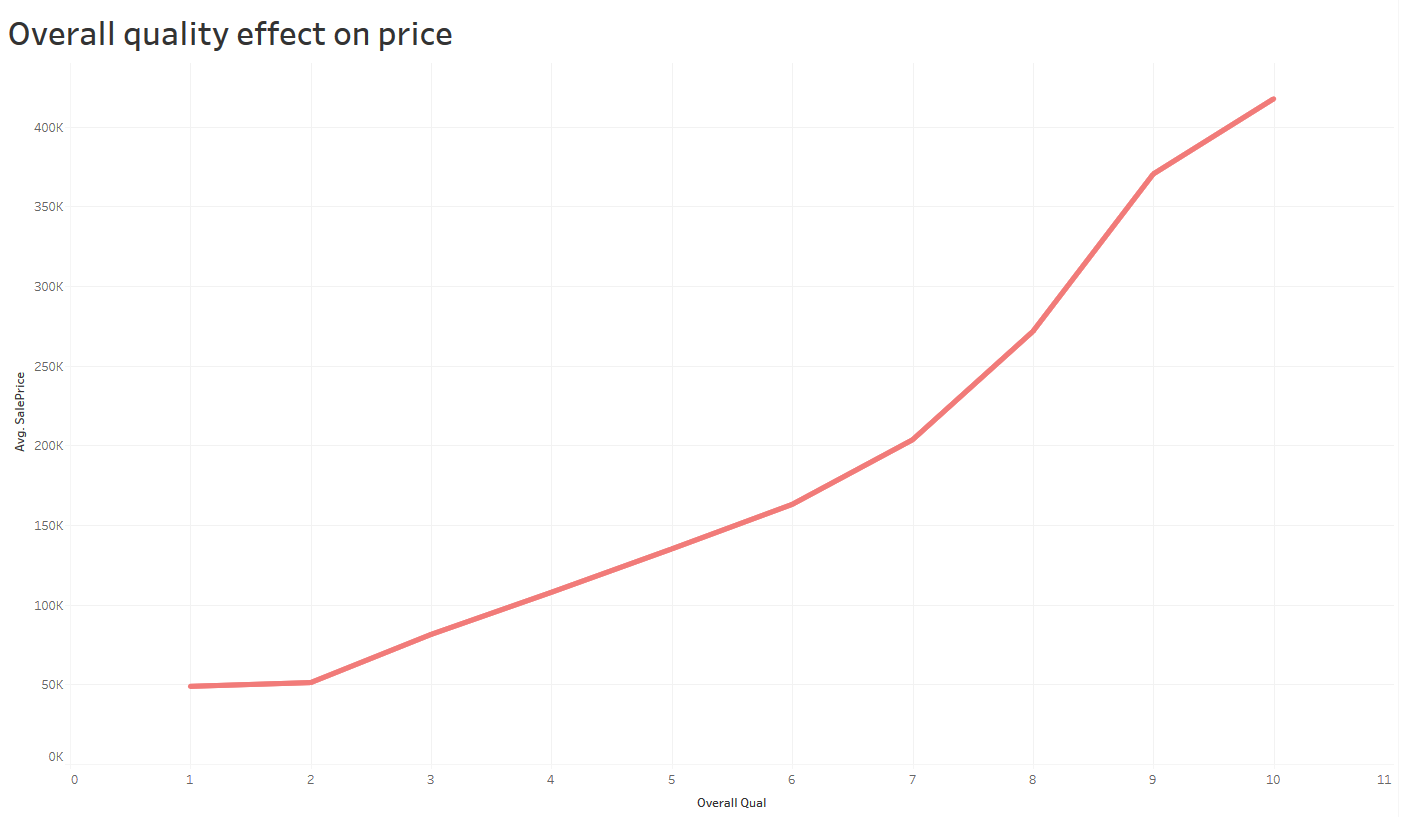 Overall quality effect on price
400K
350K
300K
250K
200K
150K
100K
50K
0K
Avg. SalePrice
0 1 2 3 4 5 6 7 8 9 10 11
Overall Qual